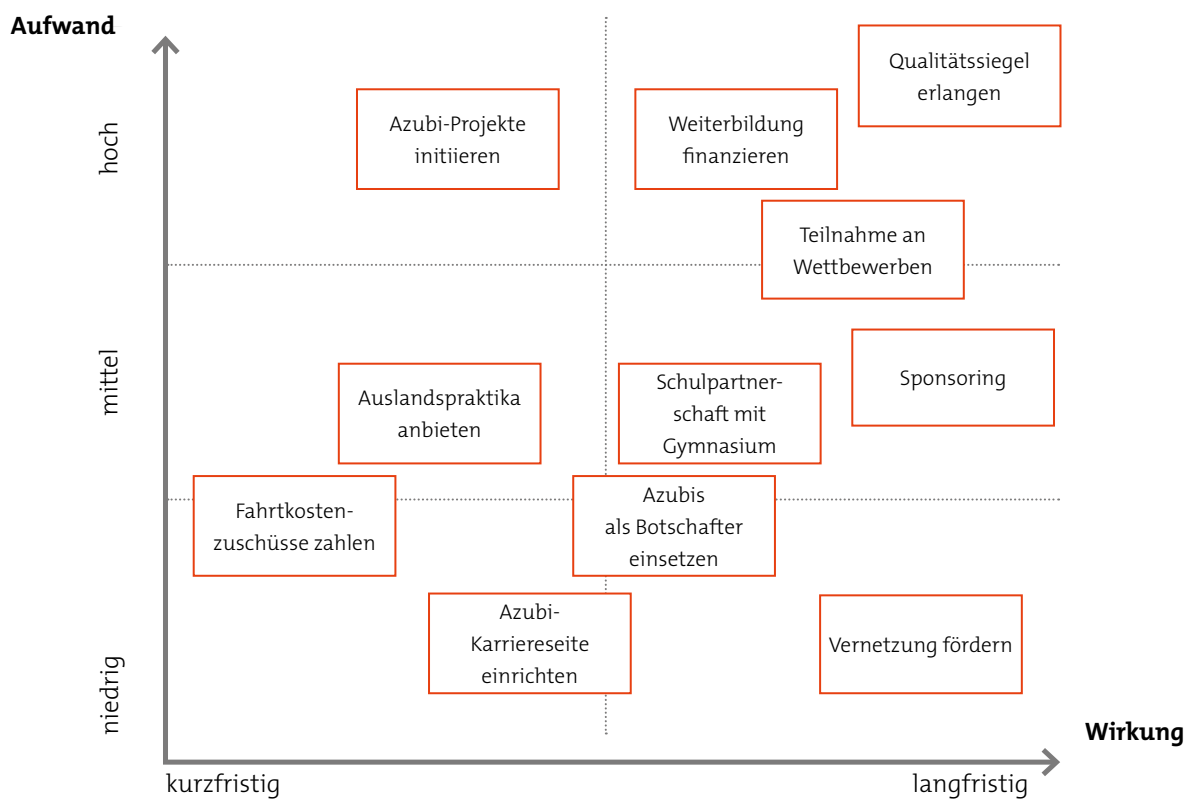 Aufwand
Qualitätssiegel
erlangen
hoch
Azubi-Projekte
initiieren
Weiterbildung
finanzieren
Teilnahme an
Wettbewerben
mittel
Auslandspraktika
anbieten
Schulpartner-
schaft mit
Gymnasium
Sponsoring
Fahrtkosten-
zuschüsse zahlen
Azubis
als Botschafter
einsetzen
niedrig
Azubi-
Karriereseite
einrichten
Vernetzung fördern
Wirkung
kurzfristig
langfristig